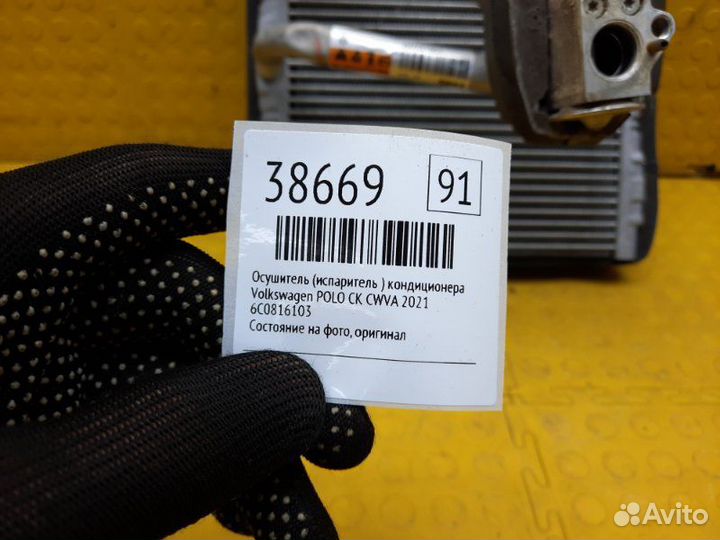 38669 91
Осушитель (испаритель ) кондиционера
Volkswagen POLO CK CWVA 2021
6C0816103
Состояние на фото, оригинал
Avito